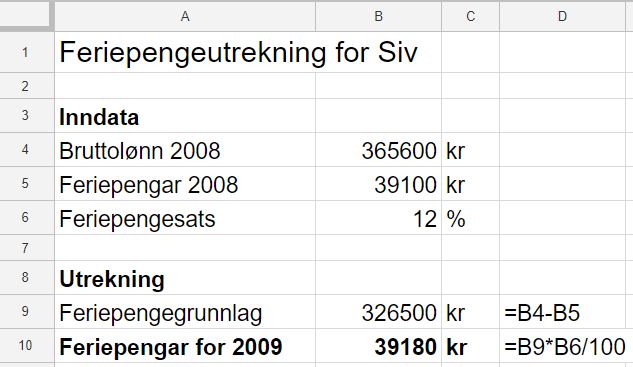 A B C D
1 Feriepengeutrekning for Siv
2
3 Inndata
4 Bruttolønn 2008 365600 kr
5 Feriepengar 2008 39100 kr
6 Feriepengesats 12 %
7
8 Utrekning
9 Feriepengegrunnlag 326500 kr =B4-B5
10 Feriepengar for 2009 39180 kr =B9*B6/100